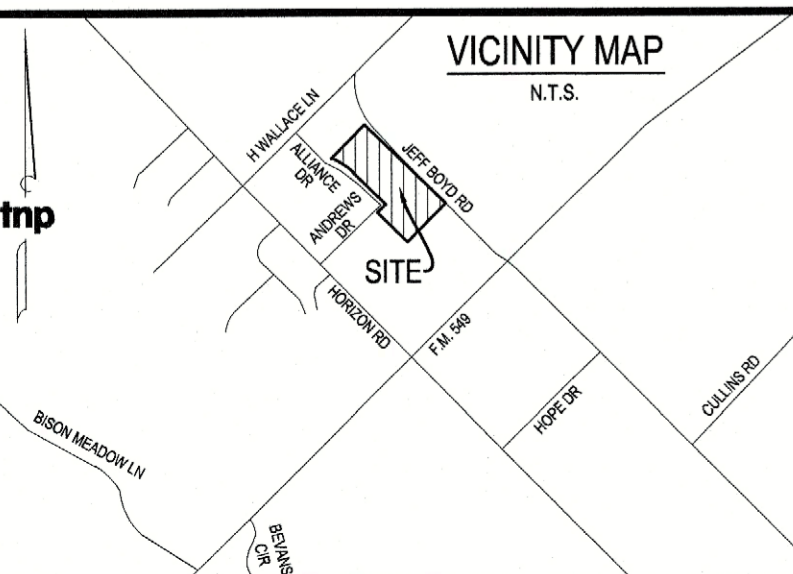 VICINITY MAP
N.T.S.
H WALLACE LN
JEFF BOYD RD
ALLIANCE
DR
ANDREWS
DR
tnp
SITE
HORIZON RD
F.M. 549
CULLINS RD
HOPE DR
BISON MEADOW LN
BEVANS
CIR